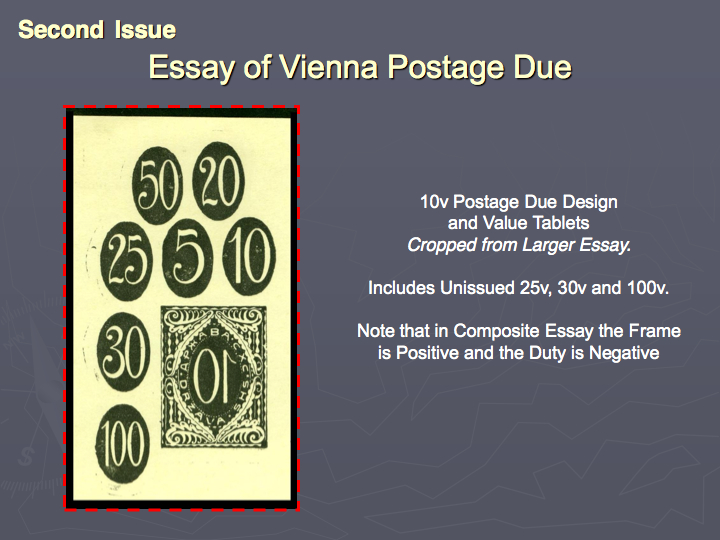 Second Issue
Essay of Vienna Postage Due
50 20
25 5 10
30
10
100
10v Postage Due Design
and Value Tablets
Cropped from Larger Essay.
Includes Unissued 25v, 30v and 100v.
Note that in Composite Essay the Frame
is Positive and the Duty is Negative